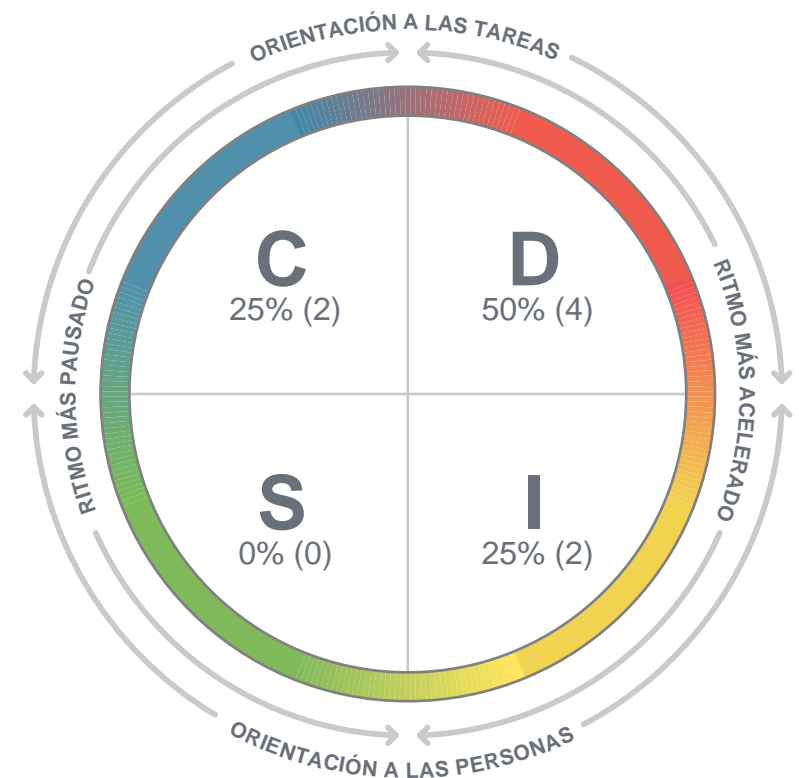 ORIENTACIÓN A LAS TAREAS
C
25% (2)
D
50% (4)
RITMO MÁS PAUSADO
RITMO MÁS ACELERADO
S
0% (0)
I
25% (2)
ORIENTACIÓN A LAS PERSONAS